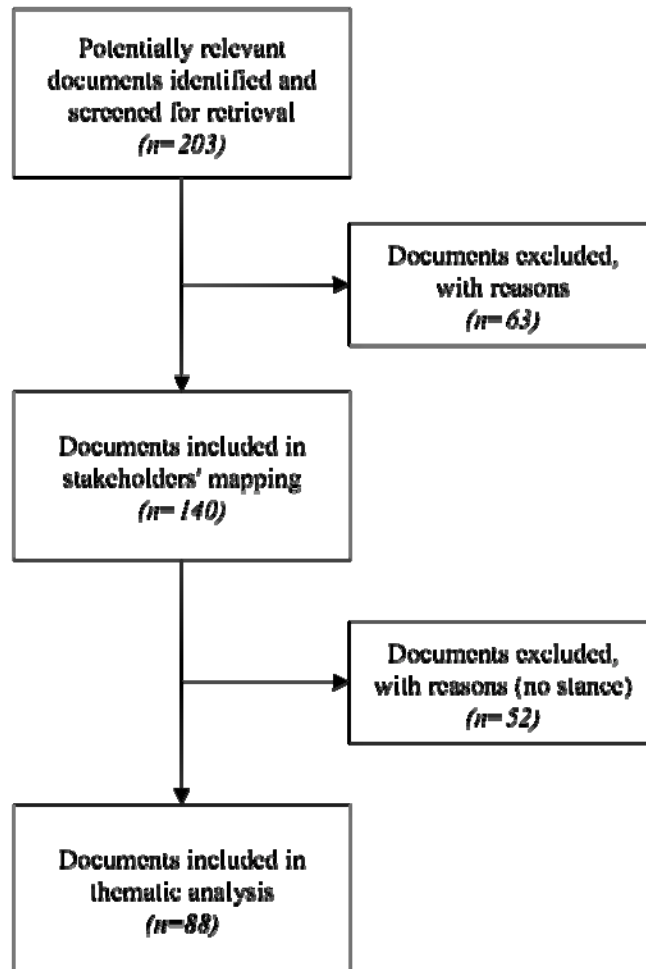 Potentially relevant
documents identified and
screened for retrieval
(n=203)
Documents excluded,
with reasons
(n=63)
Documents included in
stakeholders' mapping
(n=140)
Documents excluded,
with reasons (no stance)
(n=52)
Documents included in
thematic analysis
(n=88)